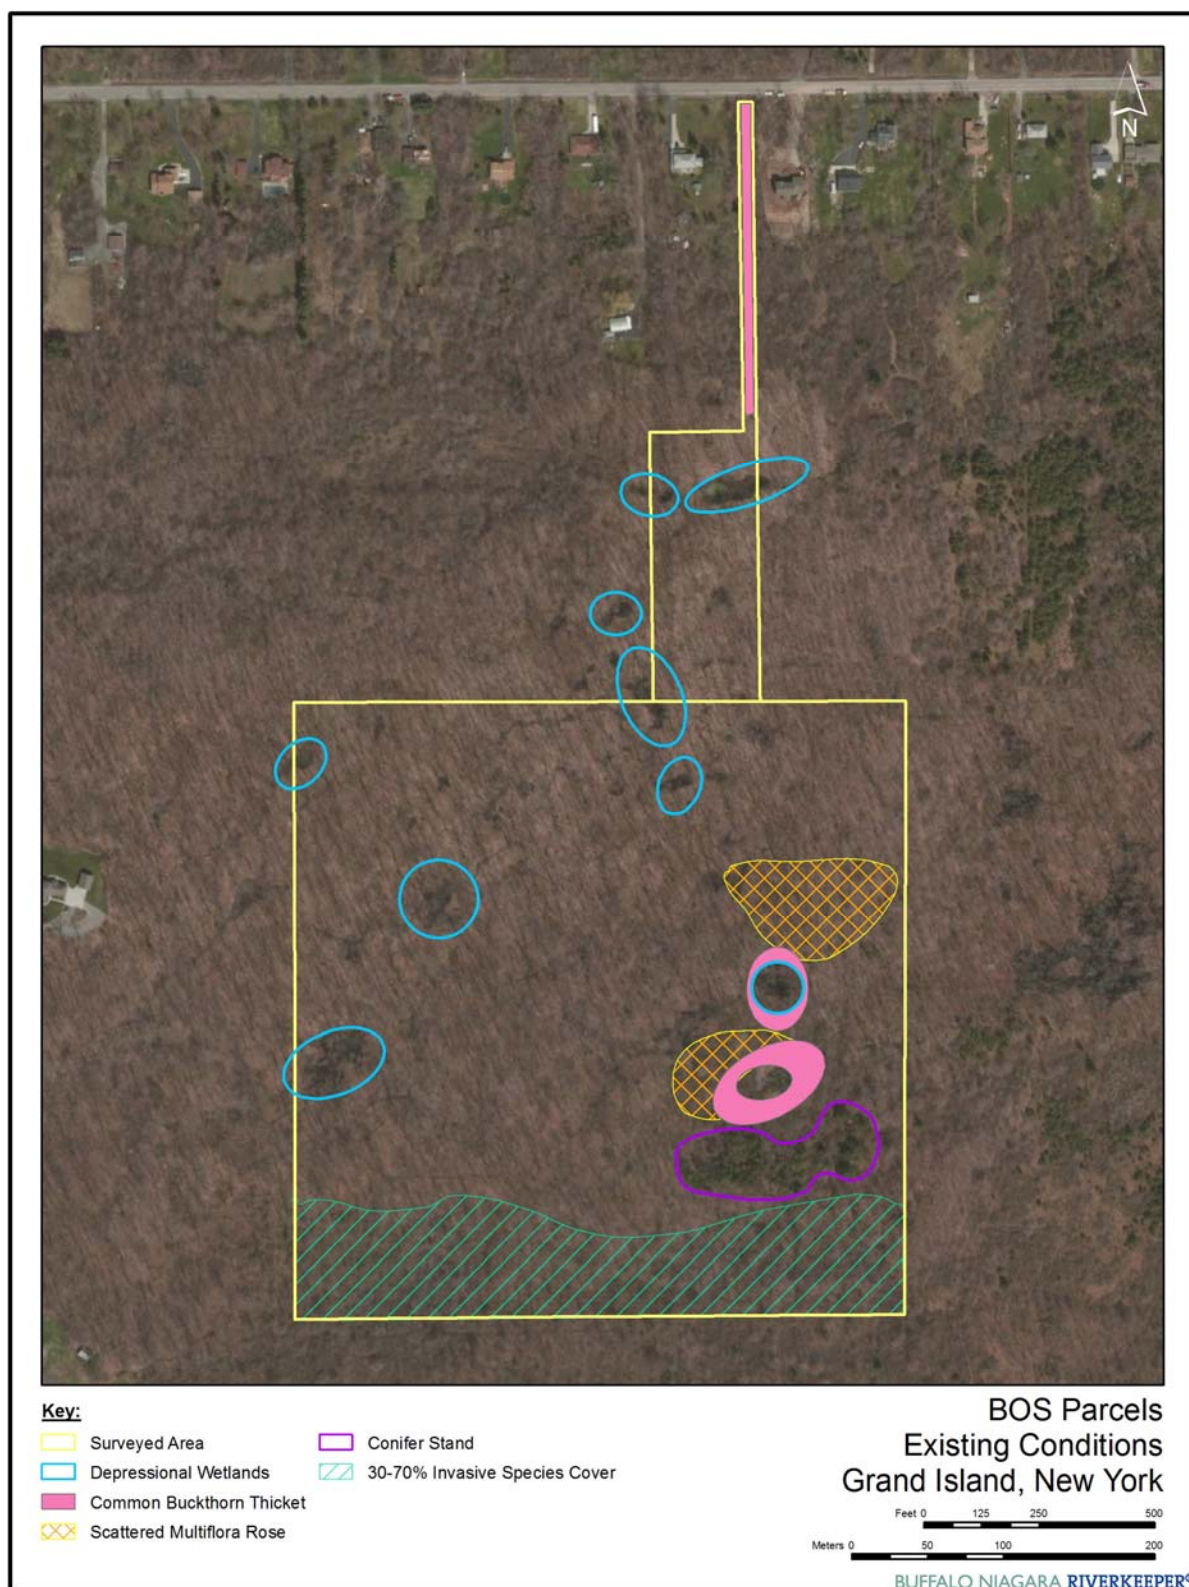 N
Key:
Surveyed Area
Depressional Wetlands
Common Buckthorn Thicket
Scattered Multiflora Rose
Conifer Stand
30-70% Invasive Species Cover
BOS Parcels
Existing Conditions
Grand Island, New York
Feet 0 125 250 500
Meters 0 50 100 200
BUFFALO NIAGARA RIVERKEEPER®